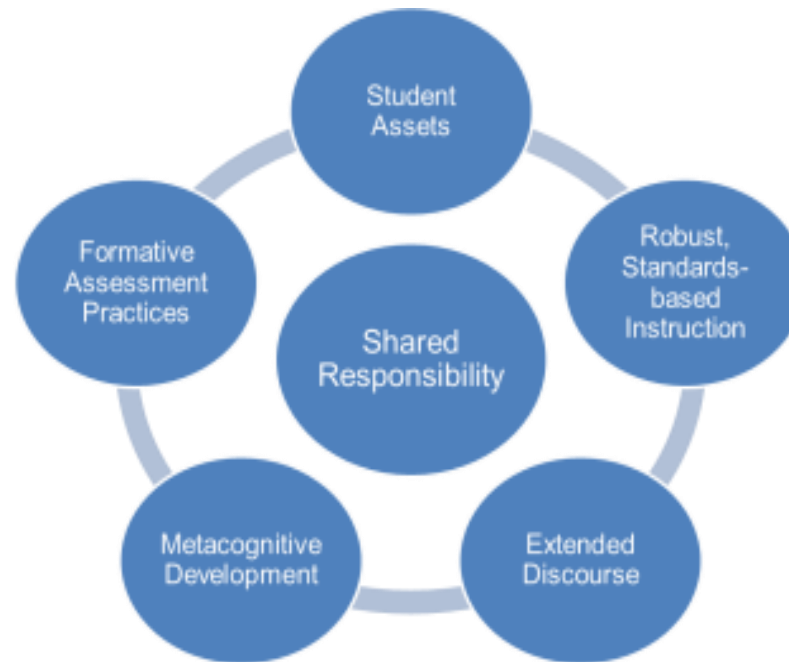 Student
Assets
Robust,
Standards-
based
Instruction
Extended
Discourse
Metacognitive
Development
Formative
Assessment
Practices
Shared
Responsibility